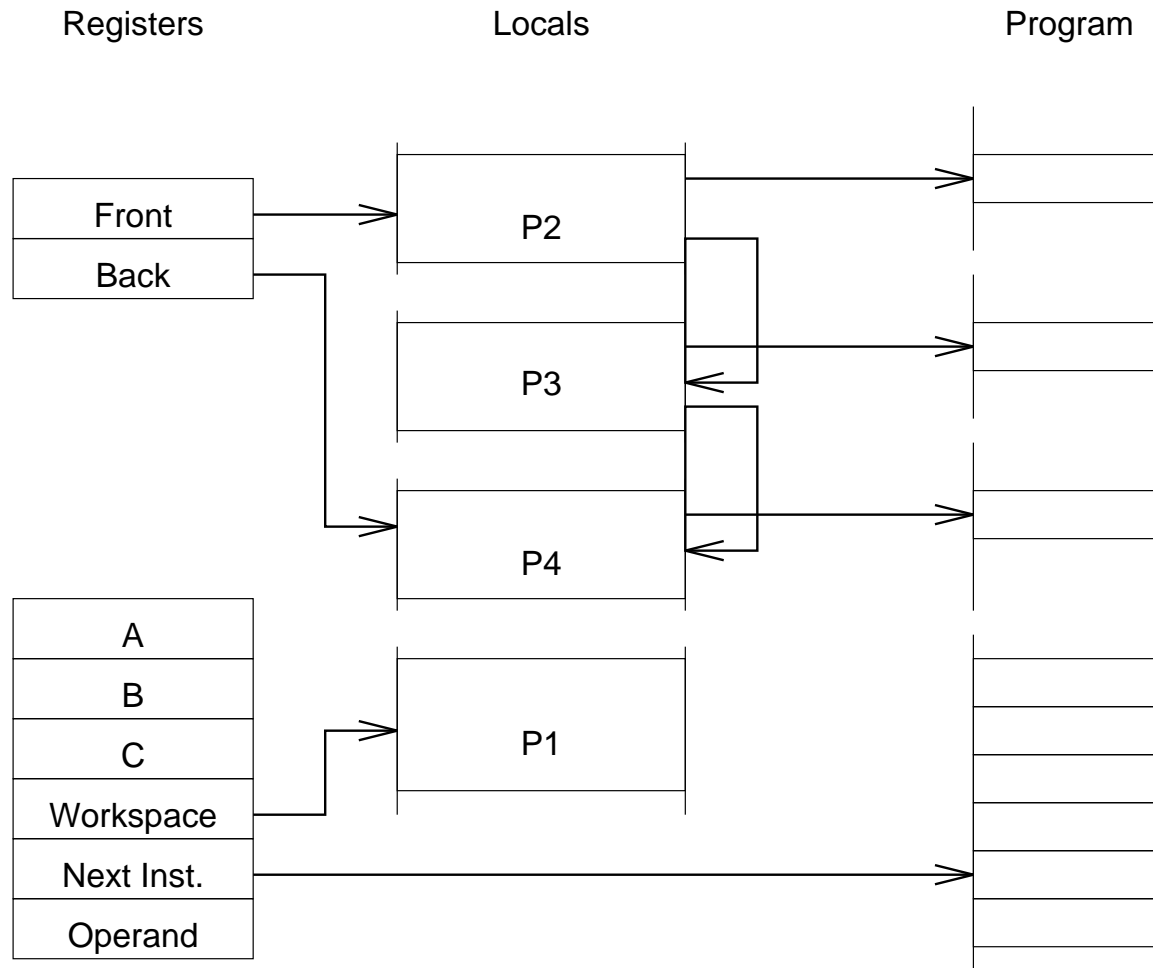 Registers
Locals
Program
Front
Back
P2
P3
P4
P1
A
B
C
Workspace
Next Inst.
Operand